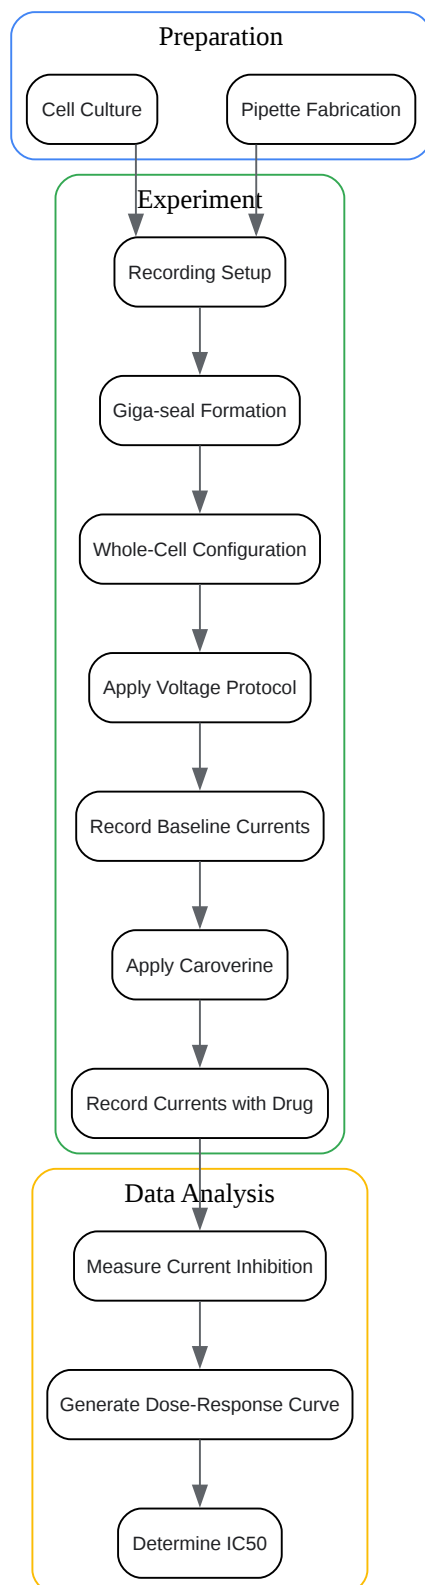 Preparation
Cell Culture
Pipette Fabrication
Experiment
Recording Setup
Giga-seal Formation
Whole-Cell Configuration
Apply Voltage Protocol
Record Baseline Currents
Apply Caroverine
Record Currents with Drug
Data Analysis
Measure Current Inhibition
Generate Dose-Response Curve
Determine IC50